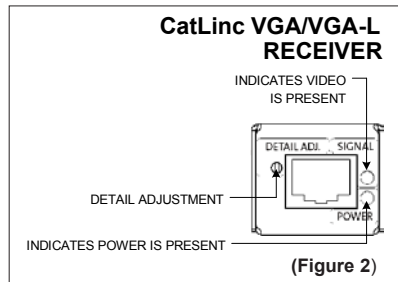 CatLinc VGA/VGA-L
RECEIVER
INDICATES VIDEO
IS PRESENT
DETAIL ADJ. SIGNAL
DETAIL ADJUSTMENT
POWER
INDICATES POWER IS PRESENT
(Figure 2)